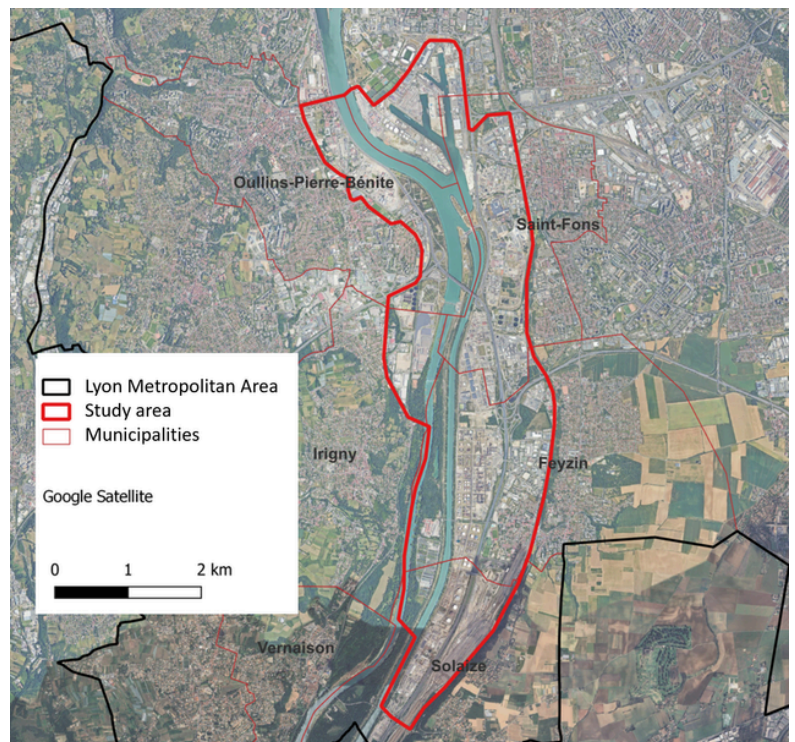 Oullins-Pierre-Bénite
Saint-Fons
Lyon Metropolitan Area
Study area
Municipalities
Google Satellite
0 1 2 km
Irigny
Feyzin
Vernaison
Solaize